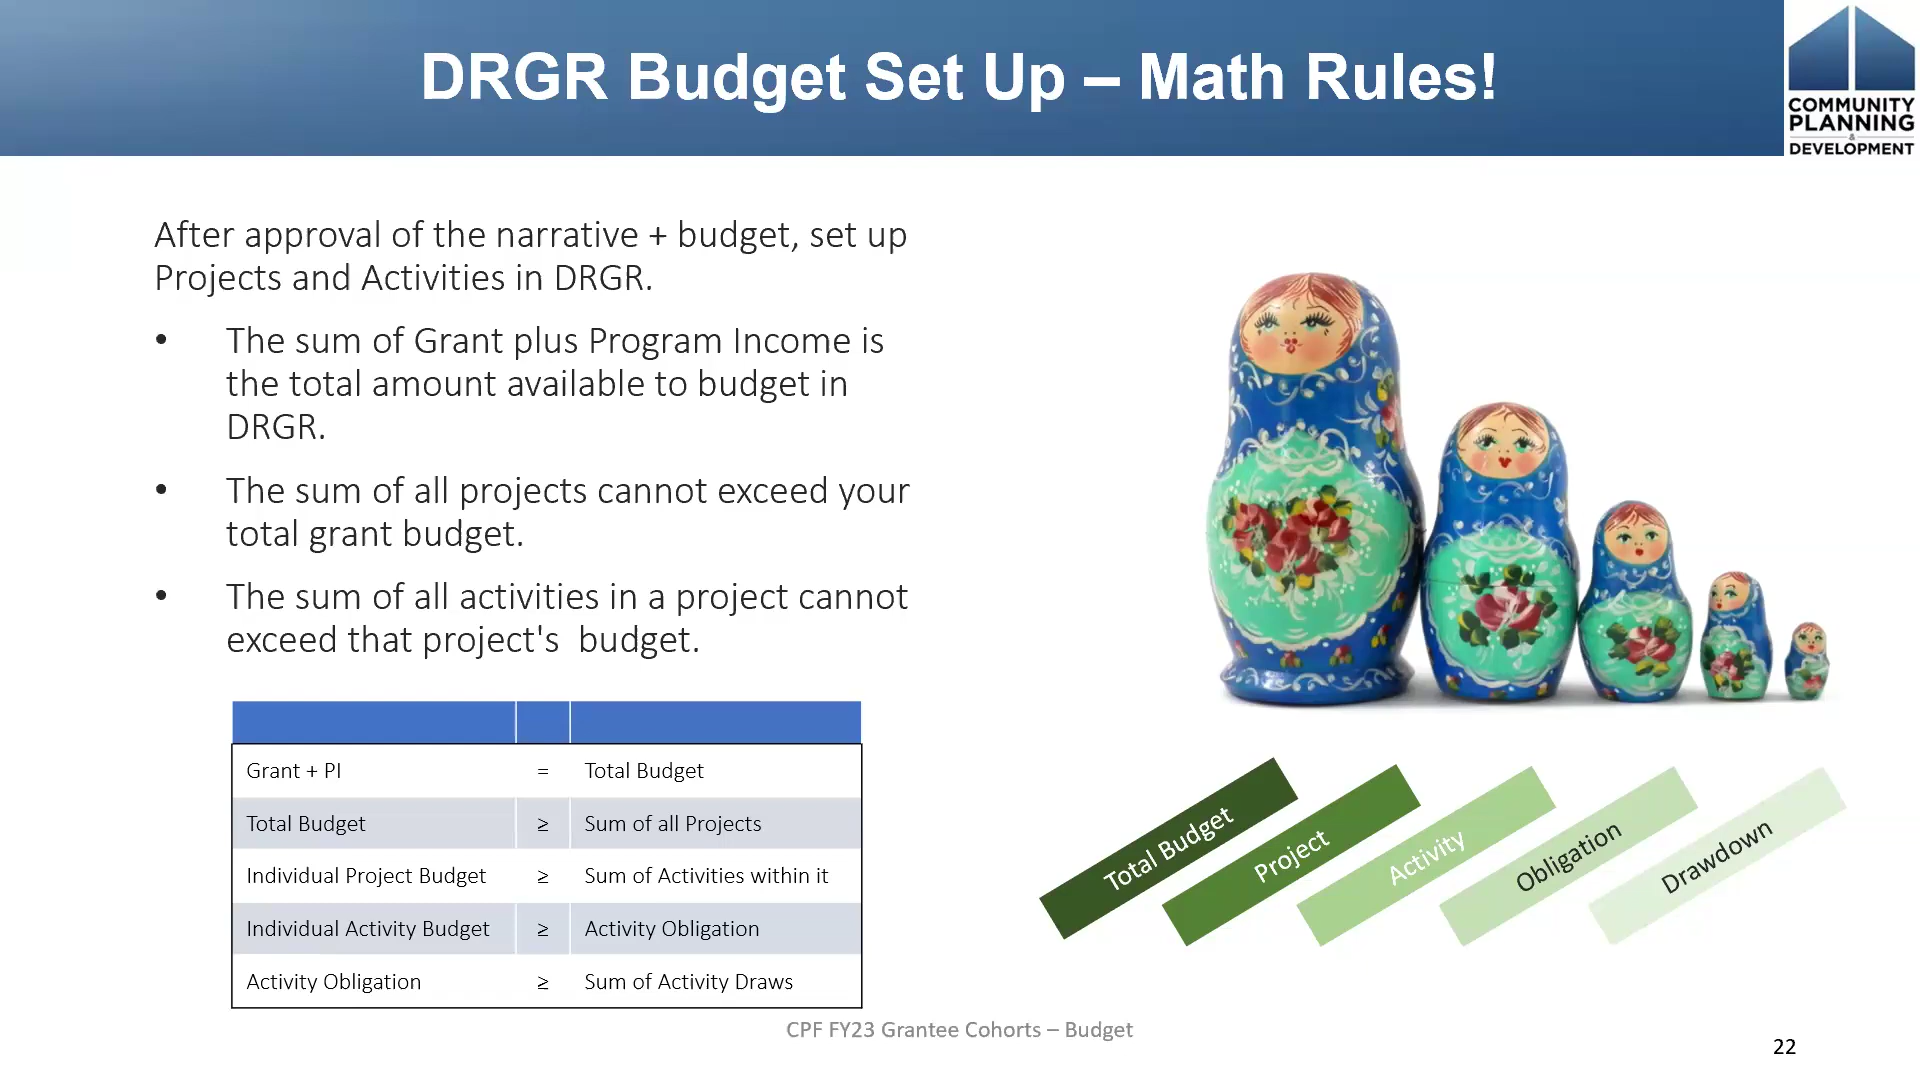 DRGR Budget Set Up – Math Rules!
COMMUNITY
PLANNING
&
DEVELOPMENT
After approval of the narrative + budget, set up
Projects and Activities in DRGR.
• The sum of Grant plus Program Income is
the total amount available to budget in
DRGR.
• The sum of all projects cannot exceed your
total grant budget.
• The sum of all activities in a project cannot
exceed that project's  budget.
Grant + PI = Total Budget
Total Budget ≥ Sum of all Projects
Individual Project Budget ≥ Sum of Activities within it
Individual Activity Budget ≥ Activity Obligation
Activity Obligation ≥ Sum of Activity Draws
Total Budget
Project
Activity
Obligation
Drawdown
CPF FY23 Grantee Cohorts – Budget
22